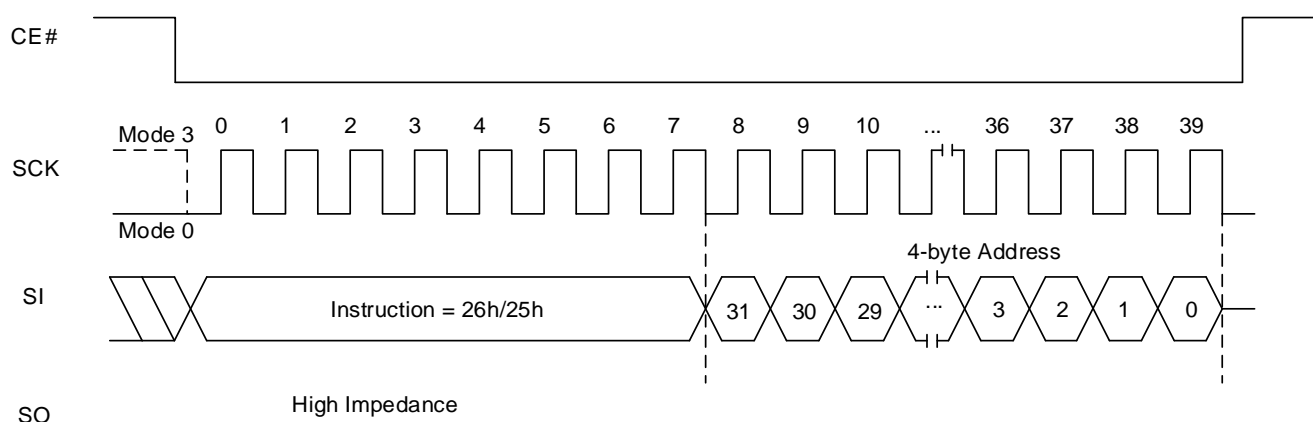 CE#
Mode 3 0 1 2 3 4 5 6 7 8 9 10 ... 36 37 38 39
SCK
Mode 0
4-byte Address
SI Instruction = 26h/25h 31 30 29 ... 3 2 1 0
High Impedance
SO